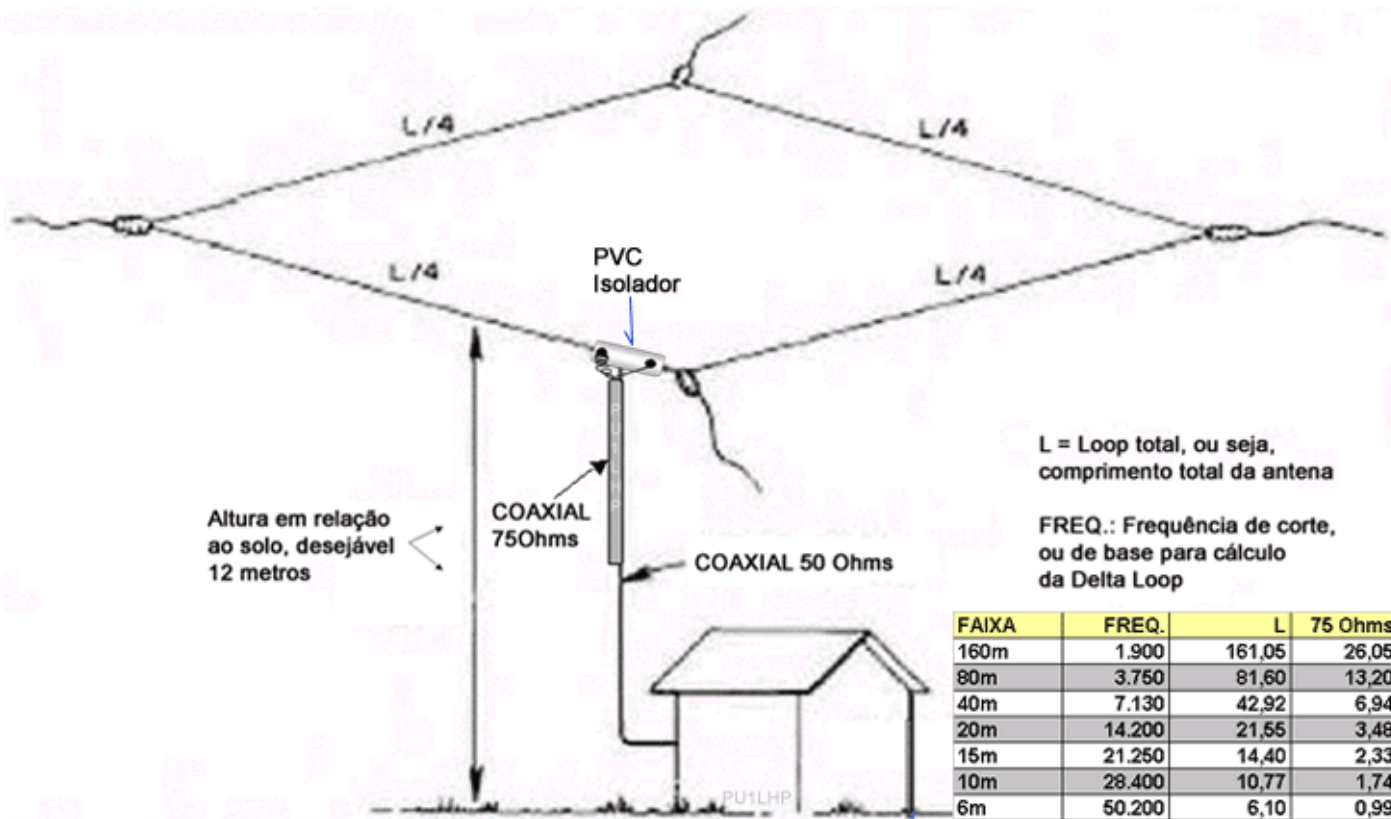 L/4
L/4
L/4
L/4
PVC
Isolador
COAXIAL
75Ohms
COAXIAL 50 Ohms
Altura em relação
ao solo, desejável
12 metros
L = Loop total, ou seja,
comprimento total da antena
FREQ.: Frequência de corte,
ou de base para cálculo
da Delta Loop
FAIXA FREQ. L 75 Ohms
160m 1.900 161,05 26,05
80m 3.750 81,60 13,20
40m 7.130 42,92 6,94
20m 14.200 21,55 3,48
15m 21.250 14,40 2,33
10m 28.400 10,77 1,74
6m 50.200 6,10 0,99
PU1LHP